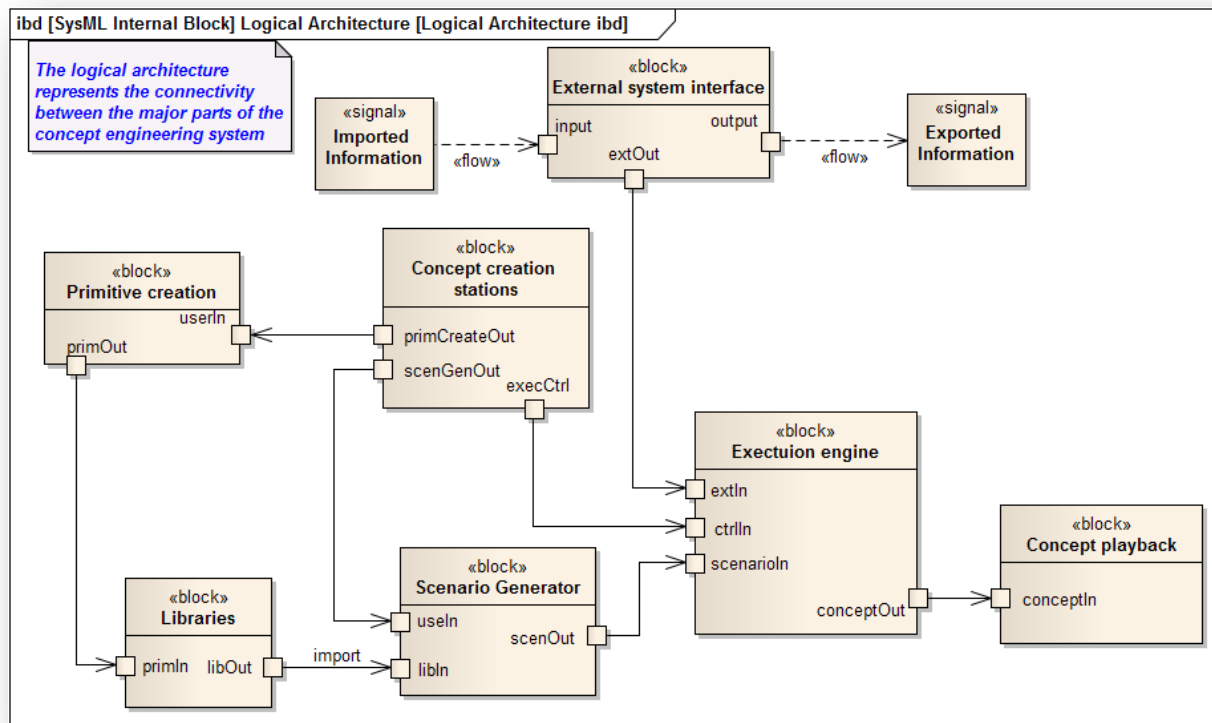 ibd [SysML Internal Block] Logical Architecture [Logical Architecture ibd]
The logical architecture
represents the connectivity
between the major parts of the
concept engineering system
«signal»
Imported
Information
«flow»
«block»
External system interface
input
output
extOut
«flow»
«signal»
Exported
Information
«block»
Primitive creation
userIn
primOut
«block»
Concept creation
stations
primCreateOut
scenGenOut
execCtrl
«block»
Exectuion engine
extIn
ctrlIn
scenarioIn
conceptOut
«block»
Concept playback
conceptIn
«block»
Libraries
primIn
libOut
import
«block»
Scenario Generator
useIn
scenOut
libIn